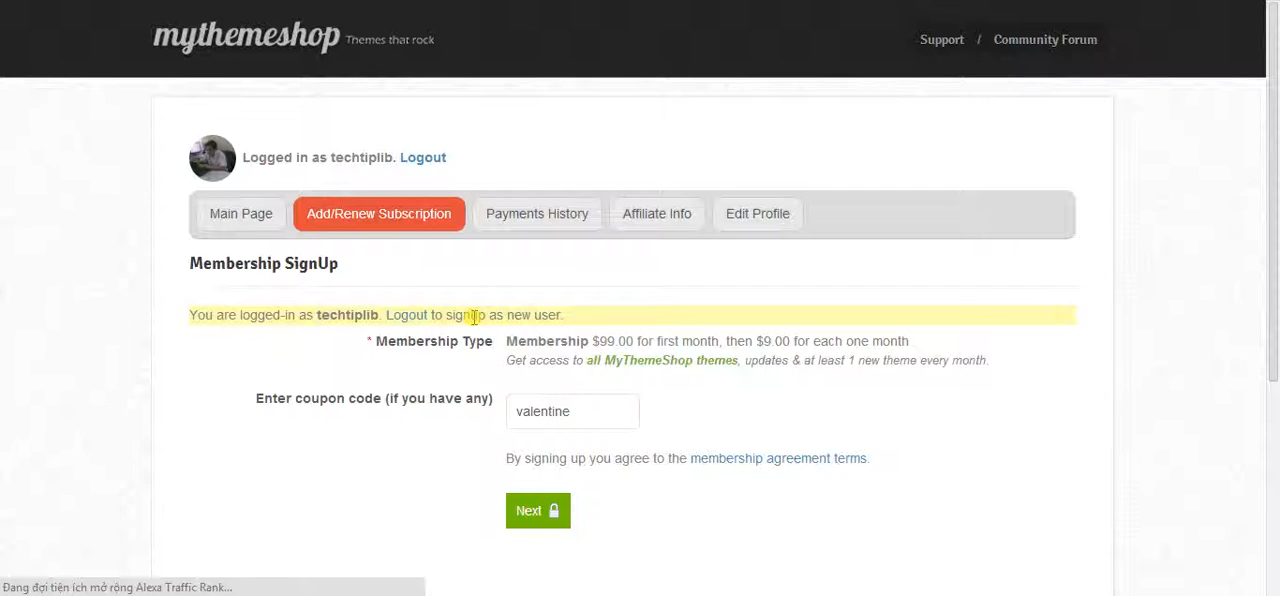 mythemeshop Themes that rock
Support / Community Forum
Logged in as techtiplib. Logout
Main Page Add/Renew Subscription Payments History Affiliate Info Edit Profile
Membership SignUp
You are logged-in as techtiplib. Logout to signup as new user.
* Membership Type Membership $99.00 for first month, then $9.00 for each one month
Get access to all MyThemeShop themes, updates & at least 1 new theme every month.
Enter coupon code (if you have any) valentine
By signing up you agree to the membership agreement terms.
Next
Đang đợi tiện ích mở rộng Alexa Traffic Rank...